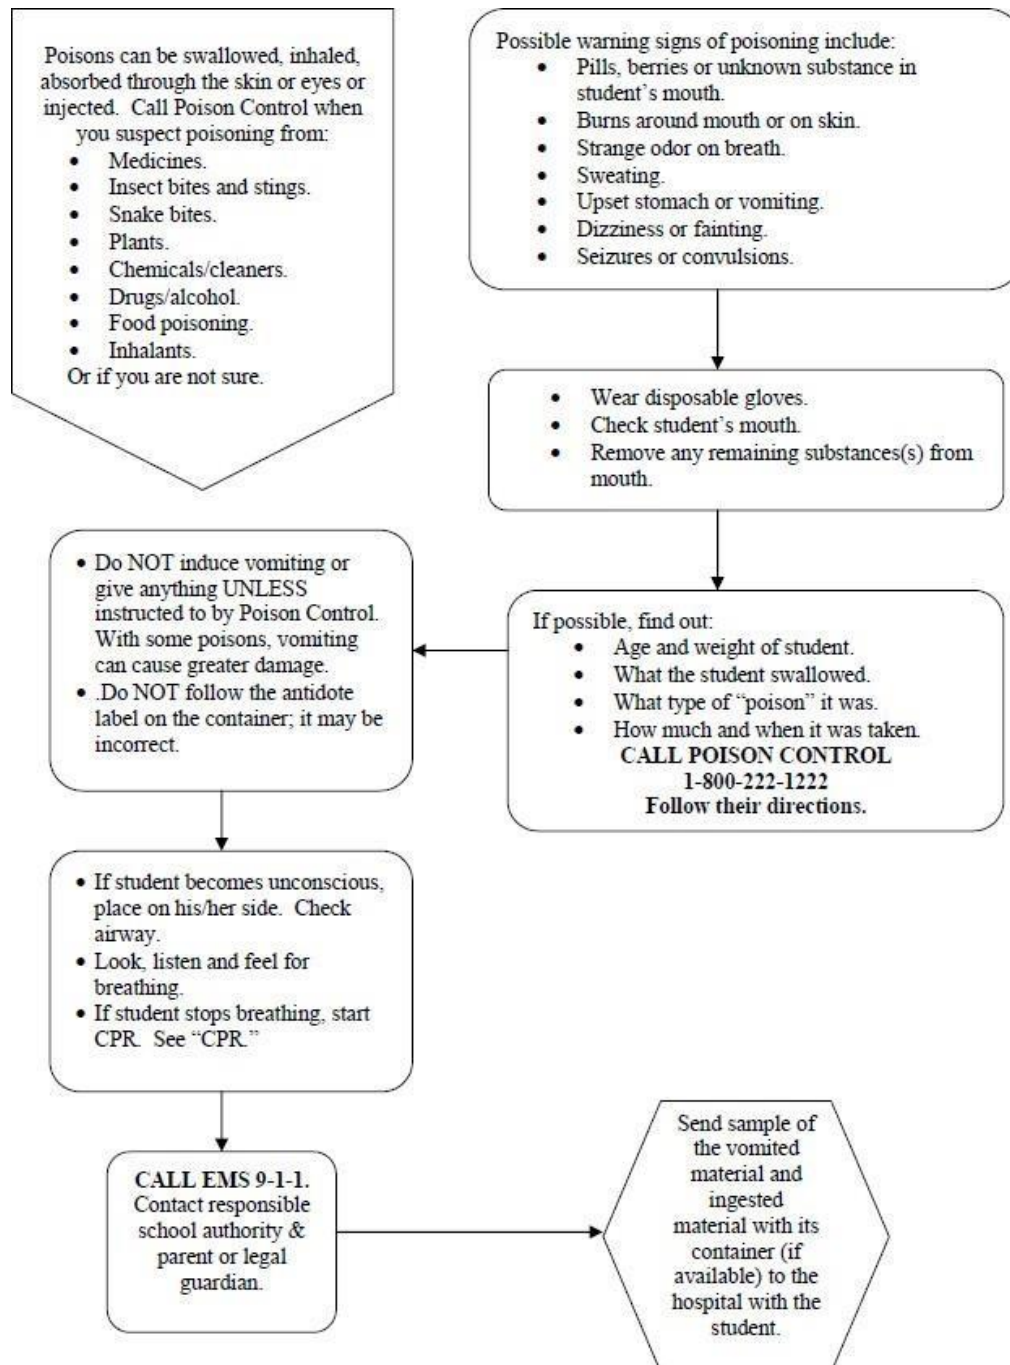 Poisons can be swallowed, inhaled,
absorbed through the skin or eyes or
injected. Call Poison Control when
you suspect poisoning from:
• Medicines.
• Insect bites and stings.
• Snake bites.
• Plants.
• Chemicals/cleaners.
• Drugs/alcohol.
• Food poisoning.
• Inhalants.
Or if you are not sure.
Possible warning signs of poisoning include:
• Pills, berries or unknown substance in
student's mouth.
• Burns around mouth or on skin.
• Strange odor on breath.
• Sweating.
• Upset stomach or vomiting.
• Dizziness or fainting.
• Seizures or convulsions.
• Wear disposable gloves.
• Check student's mouth.
• Remove any remaining substances(s) from
mouth.
If possible, find out:
• Age and weight of student.
• What the student swallowed.
• What type of “poison” it was.
• How much and when it was taken.
CALL POISON CONTROL
1-800-222-1222
Follow their directions.
• Do NOT induce vomiting or
give anything UNLESS
instructed to by Poison Control.
With some poisons, vomiting
can cause greater damage.
• .Do NOT follow the antidote
label on the container; it may be
incorrect.
• If student becomes unconscious,
place on his/her side. Check
airway.
• Look, listen and feel for
breathing.
• If student stops breathing, start
CPR. See “CPR.”
CALL EMS 9-1-1.
Contact responsible
school authority &
parent or legal
guardian.
Send sample of
the vomited
material and
ingested
material with its
container (if
available) to the
hospital with the
student.